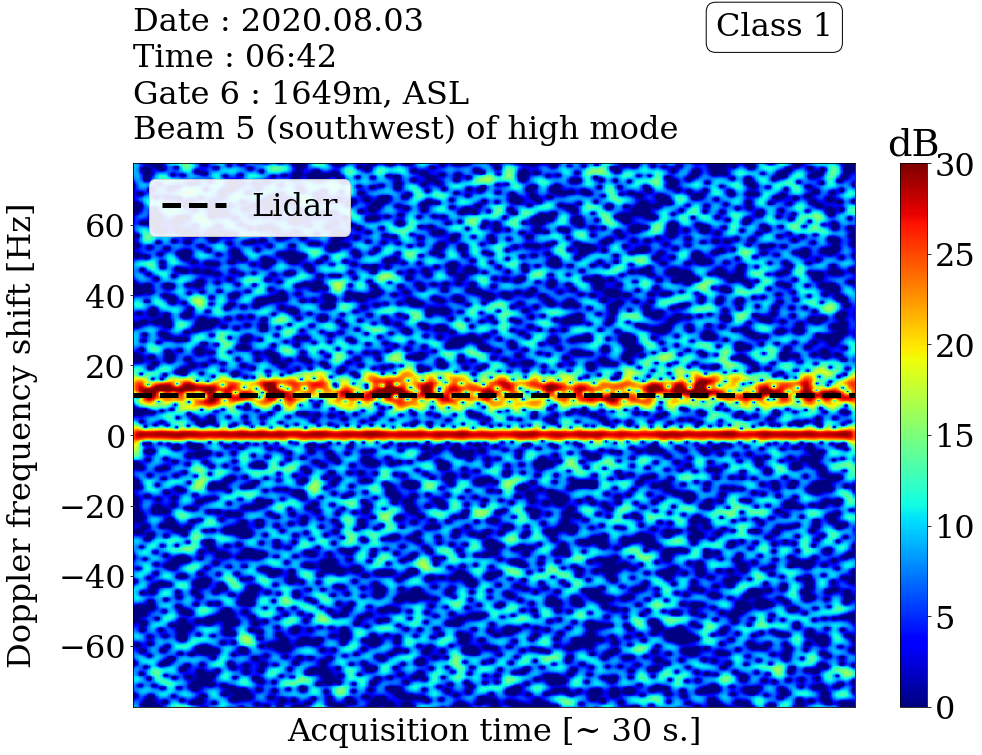 Date : 2020.08.03
Class 1
Time : 06:42
Gate 6 : 1649m, ASL
Beam 5 (southwest) of high mode
dB
Lidar
Doppler frequency shift [Hz]
60
40
20
0
−20
−40
−60
Acquisition time [~ 30 s.]
30
25
20
15
10
5
0